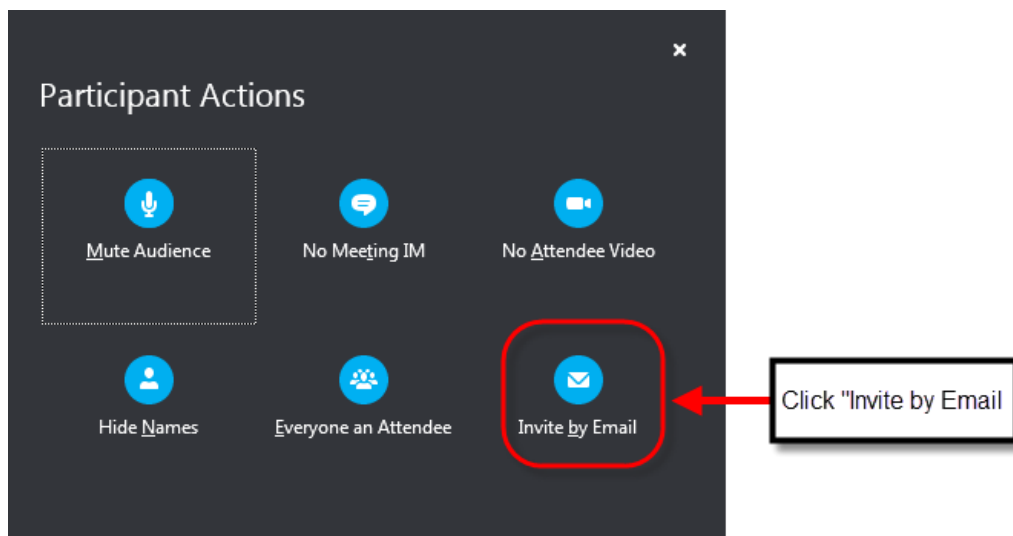 Participant Actions
Mute Audience
No Meeting IM
No Attendee Video
Hide Names
Everyone an Attendee
Invite by Email
Click "Invite by Email